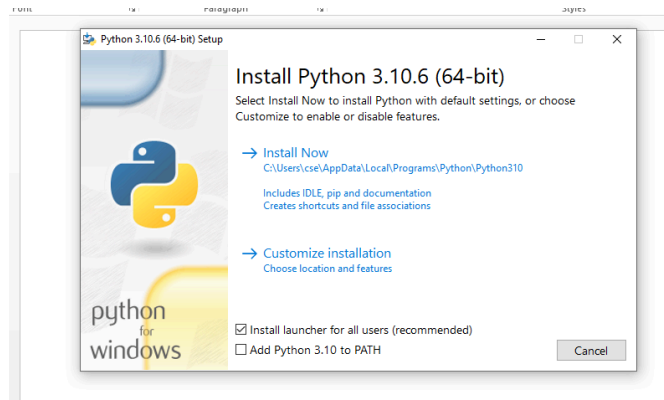 Font
Paragraph
Styles
Python 3.10.6 (64-bit) Setup
Install Python 3.10.6 (64-bit)
Select Install Now to install Python with default settings, or choose
Customize to enable or disable features.
Install Now
C:\Users\cse\AppData\Local\Programs\Python\Python310
Includes IDLE, pip and documentation
Creates shortcuts and file associations
Customize installation
Choose location and features
python
for
windows
Install launcher for all users (recommended)
Add Python 3.10 to PATH
Cancel